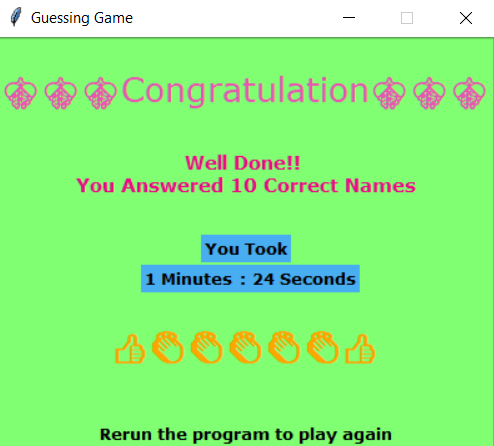 Guessing Game
Congratulation
Well Done!!
You Answered 10 Correct Names
You Took
1 Minutes : 24 Seconds
Rerun the program to play again